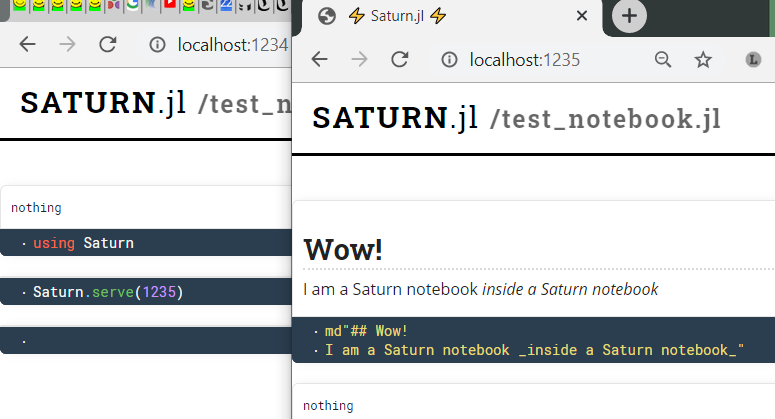 localhost:1234
SATURN.jl /test_n
nothing
· using Saturn
· Saturn.serve(1235)
·
⚡ Saturn.jl ⚡
localhost:1235
L
SATURN.jl /test_notebook.jl
Wow!
I am a Saturn notebook inside a Saturn notebook
· md"## Wow!
· I am a Saturn notebook _inside a Saturn notebook_"
nothing